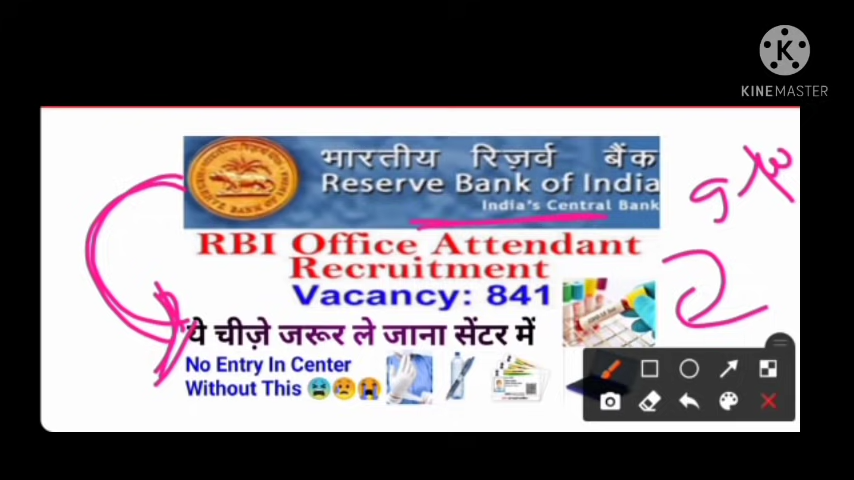 KINEMASTER
भारतीय रिज़र्व बैंक
Reserve Bank of India
India's Central Bank
RBI Office Attendant
Recruitment
Vacancy: 841
ये चीज़े जरूर ले जाना सेंटर में
No Entry In Center
Without This